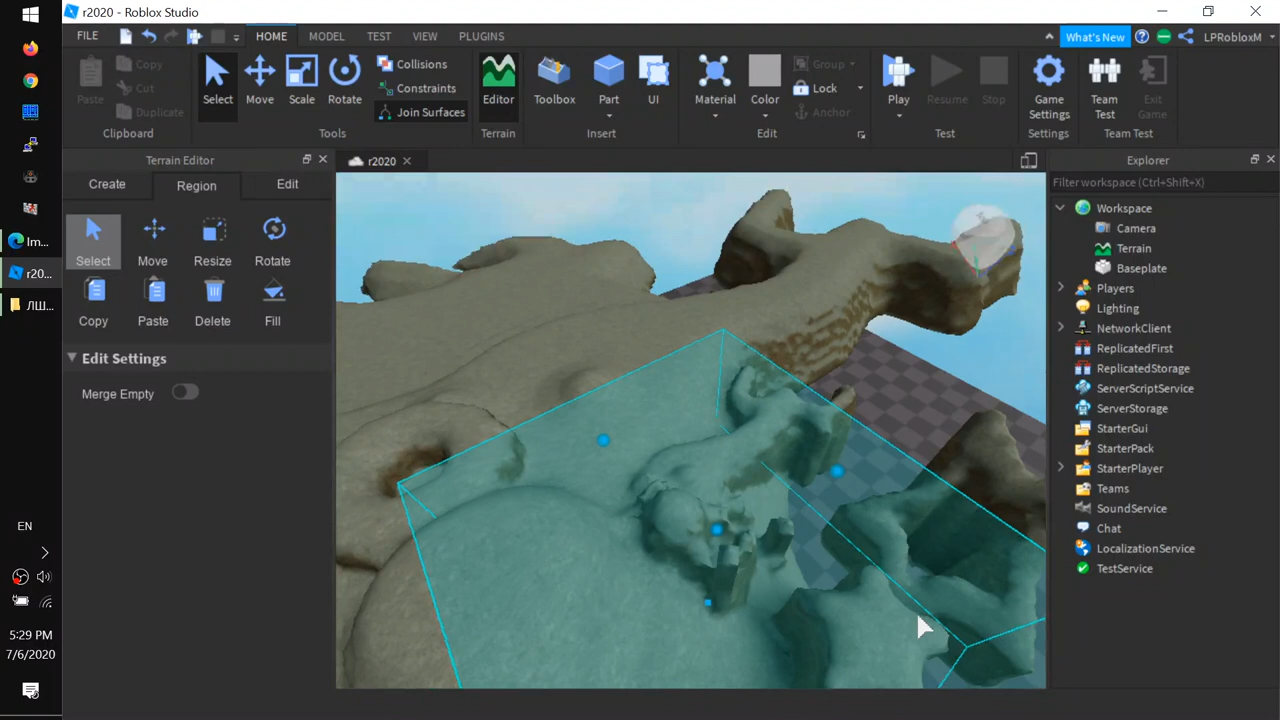 r2020 - Roblox Studio
FILE HOME MODEL TEST VIEW PLUGINS What's New LPRobloxM
Paste Copy Cut Duplicate Clipboard
Select Move Scale Rotate Collisions Constraints Join Surfaces Tools
Editor Terrain
Toolbox Part UI Insert
Material Color Group Lock Anchor Edit
Play Resume Stop Test
Game Settings Settings
Team Test Exit Game Team Test
Terrain Editor
Create Region Edit
Select Move Resize Rotate
Copy Paste Delete Fill
Edit Settings
Merge Empty
r2020
Explorer
Filter workspace (Ctrl+Shift+X)
Workspace
Camera
Terrain
Baseplate
Players
Lighting
NetworkClient
ReplicatedFirst
ReplicatedStorage
ServerScriptService
ServerStorage
StarterGui
StarterPack
StarterPlayer
Teams
SoundService
Chat
LocalizationService
TestService
Im...
r20...
ЛШ...
EN
5:29 PM
7/6/2020